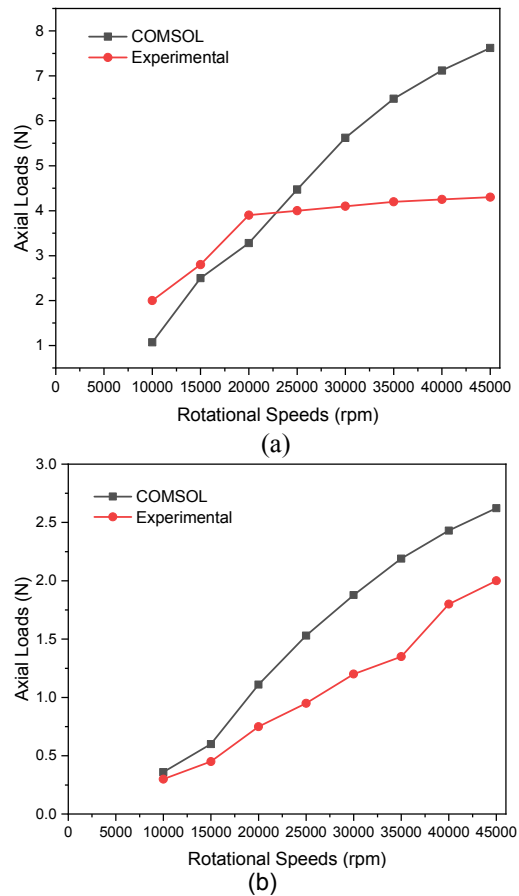 COMSOL
Experimental
8
7
6
5
4
3
2
1
Axial Loads (N)
0 5000 10000 15000 20000 25000 30000 35000 40000 45000
Rotational Speeds (rpm)
(a)
3.0
COMSOL
Experimental
2.5
2.0
1.5
1.0
0.5
0.0
Axial Loads (N)
0 5000 10000 15000 20000 25000 30000 35000 40000 45000
Rotational Speeds (rpm)
(b)